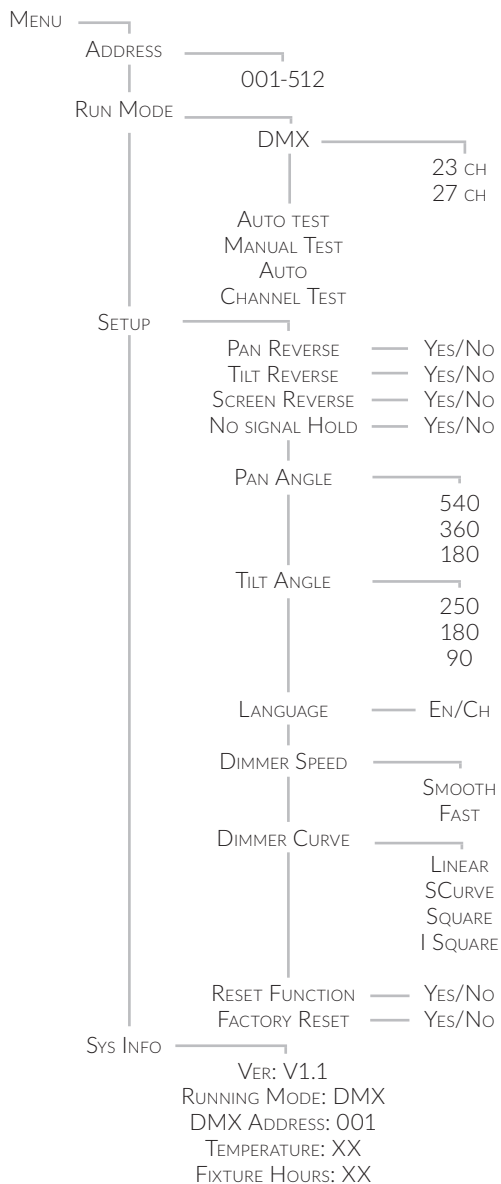 Menu
Address
001-512
Run Mode
DMX
23 ch
27 ch
Auto test
Manual Test
Auto
Channel Test
Setup
Pan Reverse Yes/No
Tilt Reverse Yes/No
Screen Reverse Yes/No
No signal Hold Yes/No
Pan Angle
540
360
180
Tilt Angle
250
180
90
Language En/Ch
Dimmer Speed
Smooth
Fast
Dimmer Curve
Linear
SCurve
Square
I Square
Reset Function Yes/No
Factory Reset Yes/No
Sys Info
Ver: V1.1
Running Mode: DMX
DMX Address: 001
Temperature: XX
Fixture Hours: XX